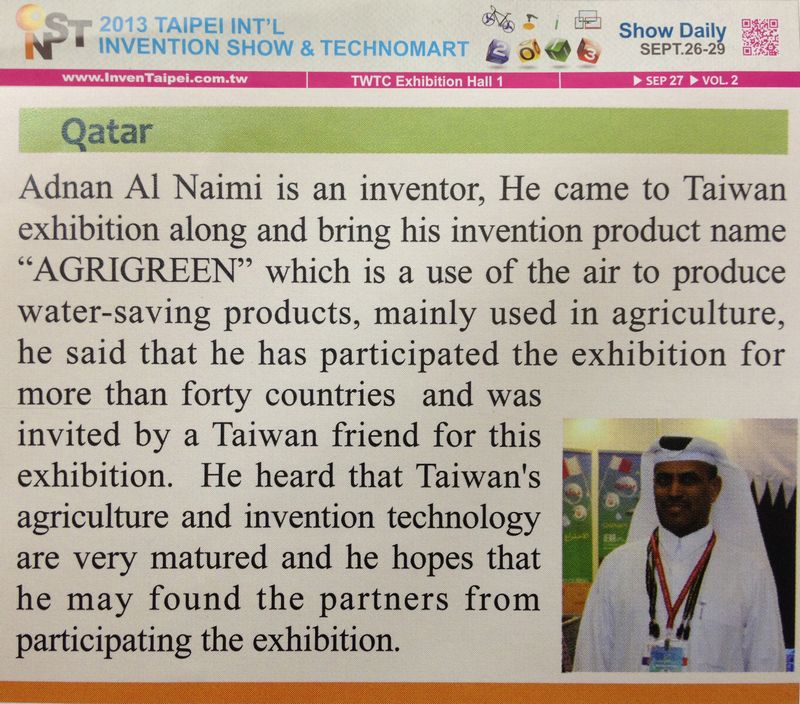 INST
2013 TAIPEI INT'L
INVENTION SHOW & TECHNOMART
2013
Show Daily
SEPT.26-29
www.InvenTaipei.com.tw
TWTC Exhibition Hall 1
▶ SEP 27 ▶ VOL. 2
Qatar
Adnan Al Naimi is an inventor, He came to Taiwan
exhibition along and bring his invention product name
“AGRIGREEN” which is a use of the air to produce
water-saving products, mainly used in agriculture,
he said that he has participated the exhibition for
more than forty countries and was
invited by a Taiwan friend for this
exhibition. He heard that Taiwan's
agriculture and invention technology
are very matured and he hopes that
he may found the partners from
participating the exhibition.